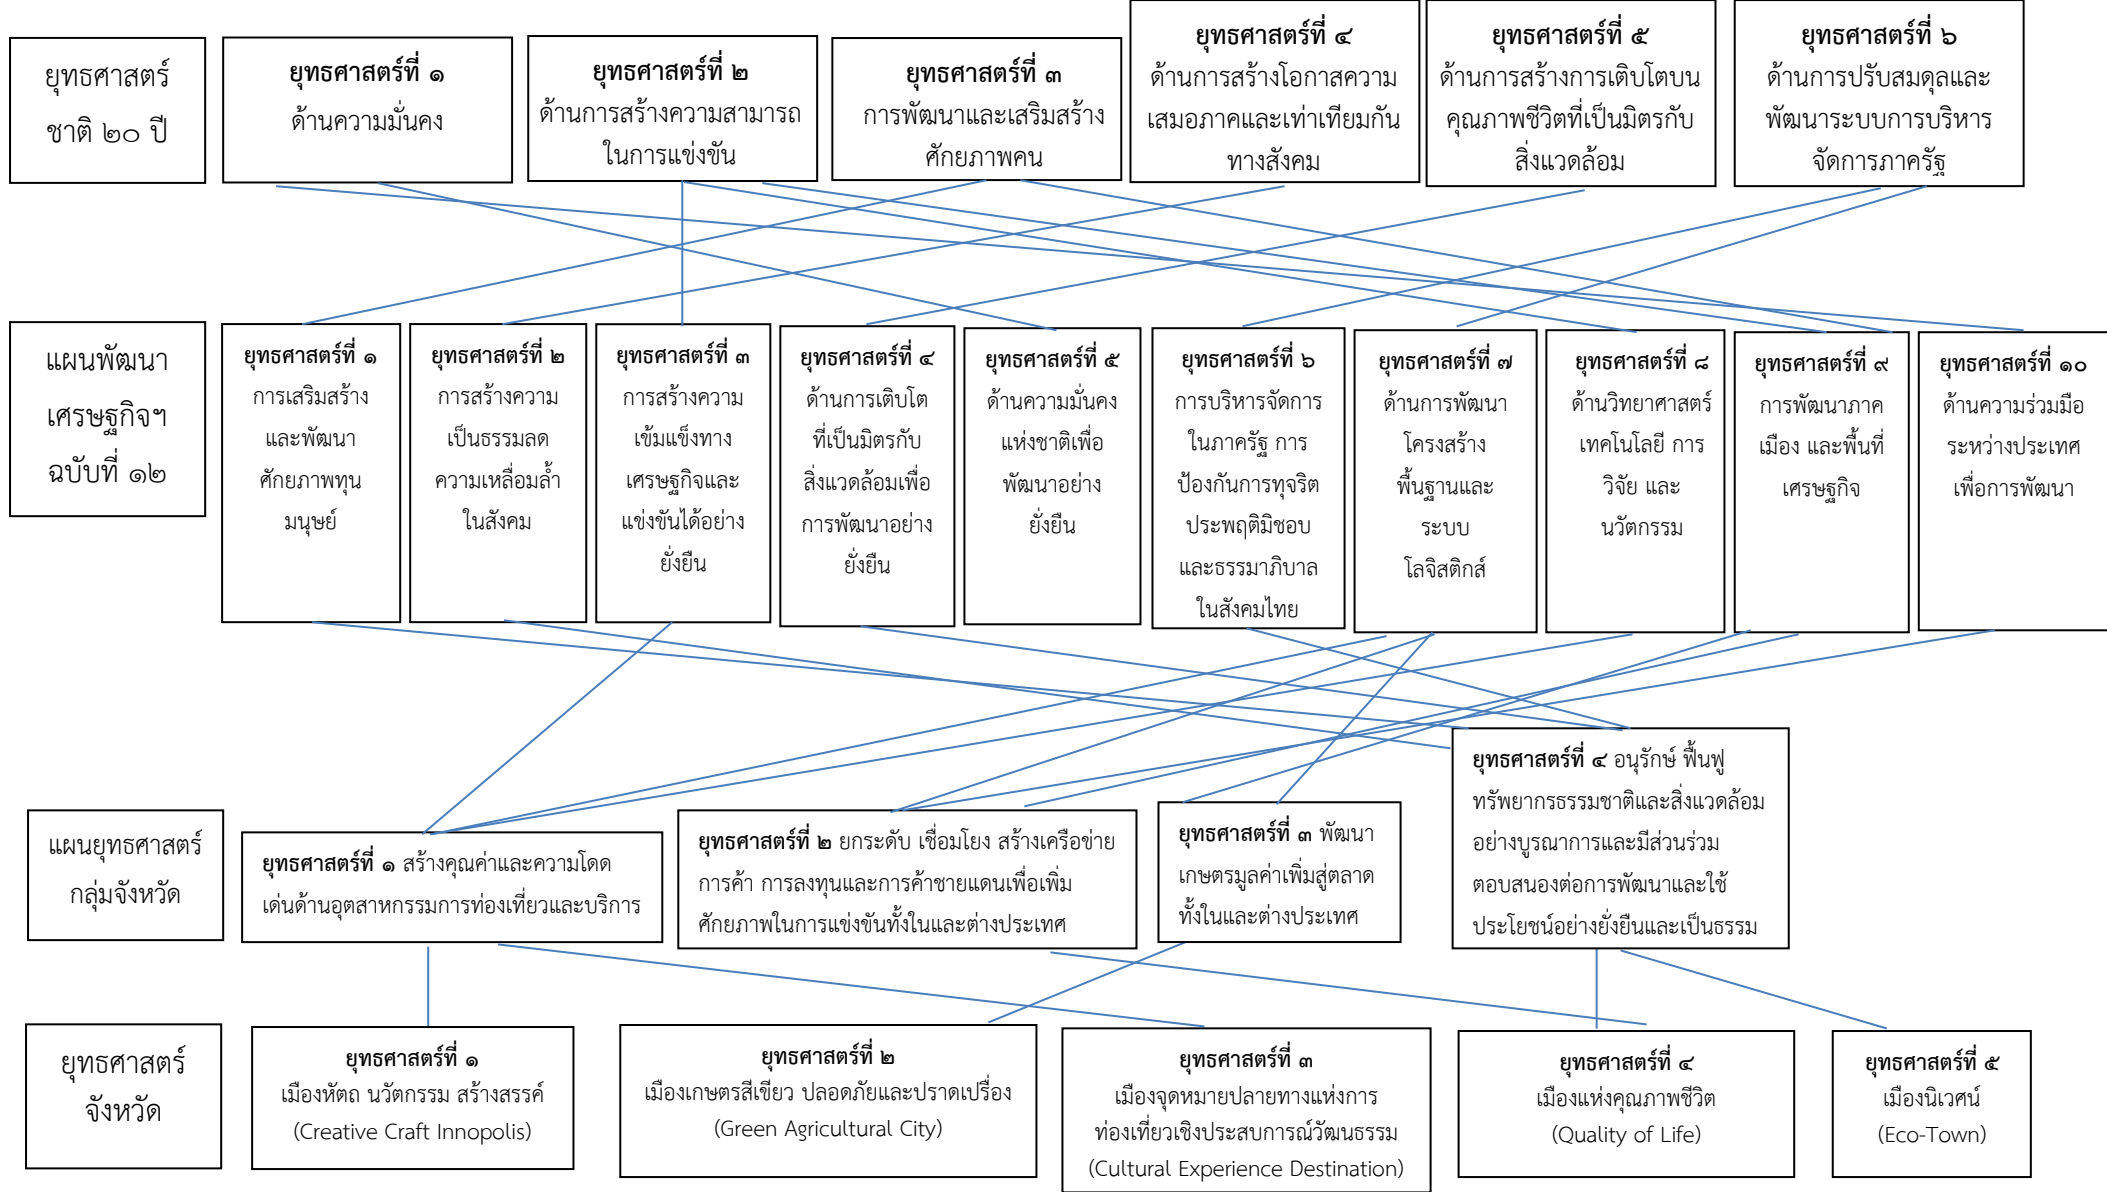 ยุทธศาสตร์
ชาติ ๒๐ ปี
ยุทธศาสตร์ที่ ๑
ด้านความมั่นคง
ยุทธศาสตร์ที่ ๒
ด้านการสร้างความสามารถ
ในการแข่งขัน
ยุทธศาสตร์ที่ ๓
การพัฒนาและเสริมสร้าง
ศักยภาพคน
ยุทธศาสตร์ที่ ๔
ด้านการสร้างโอกาสความ
เสมอภาคและเท่าเทียมกัน
ทางสังคม
ยุทธศาสตร์ที่ ๕
ด้านการสร้างการเติบโตบน
คุณภาพชีวิตที่เป็นมิตรกับ
สิ่งแวดล้อม
ยุทธศาสตร์ที่ ๖
ด้านการปรับสมดุลและ
พัฒนาระบบการบริหาร
จัดการภาครัฐ
แผนพัฒนา
เศรษฐกิจฯ
ฉบับที่ ๑๒
ยุทธศาสตร์ที่ ๑
การเสริมสร้าง
และพัฒนา
ศักยภาพทุน
มนุษย์
ยุทธศาสตร์ที่ ๒
การสร้างความ
เป็นธรรมลด
ความเหลื่อมล้ำ
ในสังคม
ยุทธศาสตร์ที่ ๓
การสร้างความ
เข้มแข็งทาง
เศรษฐกิจและ
แข่งขันได้อย่าง
ยั่งยืน
ยุทธศาสตร์ที่ ๔
ด้านการเติบโต
ที่เป็นมิตรกับ
สิ่งแวดล้อมเพื่อ
การพัฒนาอย่าง
ยั่งยืน
ยุทธศาสตร์ที่ ๕
ด้านความมั่นคง
แห่งชาติเพื่อ
พัฒนาอย่าง
ยั่งยืน
ยุทธศาสตร์ที่ ๖
การบริหารจัดการ
ในภาครัฐ การ
ป้องกันการทุจริต
ประพฤติมิชอบ
และธรรมาภิบาล
ในสังคมไทย
ยุทธศาสตร์ที่ ๗
ด้านการพัฒนา
โครงสร้าง
พื้นฐานและ
ระบบ
โลจิสติกส์
ยุทธศาสตร์ที่ ๘
ด้านวิทยาศาสตร์
เทคโนโลยี การ
วิจัย และ
นวัตกรรม
ยุทธศาสตร์ที่ ๙
การพัฒนาภาค
เมือง และพื้นที่
เศรษฐกิจ
ยุทธศาสตร์ที่ ๑๐
ด้านความร่วมมือ
ระหว่างประเทศ
เพื่อการพัฒนา
แผนยุทธศาสตร์
กลุ่มจังหวัด
ยุทธศาสตร์ที่ ๑ สร้างคุณค่าและความโดด
เด่นด้านอุตสาหกรรมการท่องเที่ยวและบริการ
ยุทธศาสตร์ที่ ๒ ยกระดับ เชื่อมโยง สร้างเครือข่าย
การค้า การลงทุนและการค้าชายแดนเพื่อเพิ่ม
ศักยภาพในการแข่งขันทั้งในและต่างประเทศ
ยุทธศาสตร์ที่ ๓ พัฒนา
เกษตรมูลค่าเพิ่มสู่ตลาด
ทั้งในและต่างประเทศ
ยุทธศาสตร์ที่ ๔ อนุรักษ์ ฟื้นฟู
ทรัพยากรธรรมชาติและสิ่งแวดล้อม
อย่างบูรณาการและมีส่วนร่วม
ตอบสนองต่อการพัฒนาและใช้
ประโยชน์อย่างยั่งยืนและเป็นธรรม
ยุทธศาสตร์
จังหวัด
ยุทธศาสตร์ที่ ๑
เมืองหัตถ นวัตกรรม สร้างสรรค์
(Creative Craft Innopolis)
ยุทธศาสตร์ที่ ๒
เมืองเกษตรสีเขียว ปลอดภัยและปราดเปรื่อง
(Green Agricultural City)
ยุทธศาสตร์ที่ ๓
เมืองจุดหมายปลายทางแห่งการ
ท่องเที่ยวเชิงประสบการณ์วัฒนธรรม
(Cultural Experience Destination)
ยุทธศาสตร์ที่ ๔
เมืองแห่งคุณภาพชีวิต
(Quality of Life)
ยุทธศาสตร์ที่ ๕
เมืองนิเวศน์
(Eco-Town)